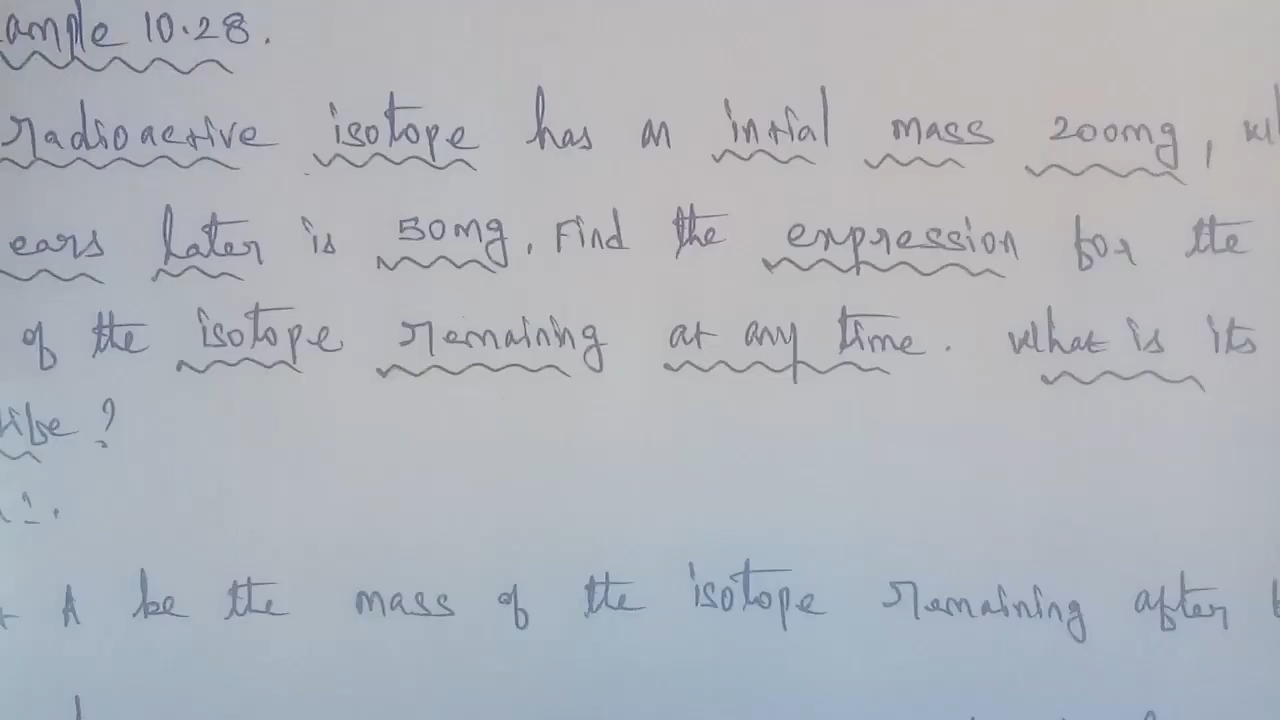 ample 10.28.
radioactive isotope has an intial mass 200mg, w
ears later is 50mg. Find the expression for the
of the isotope remaining at any time. What is its
life?
A be the mass of the isotope remaining after t